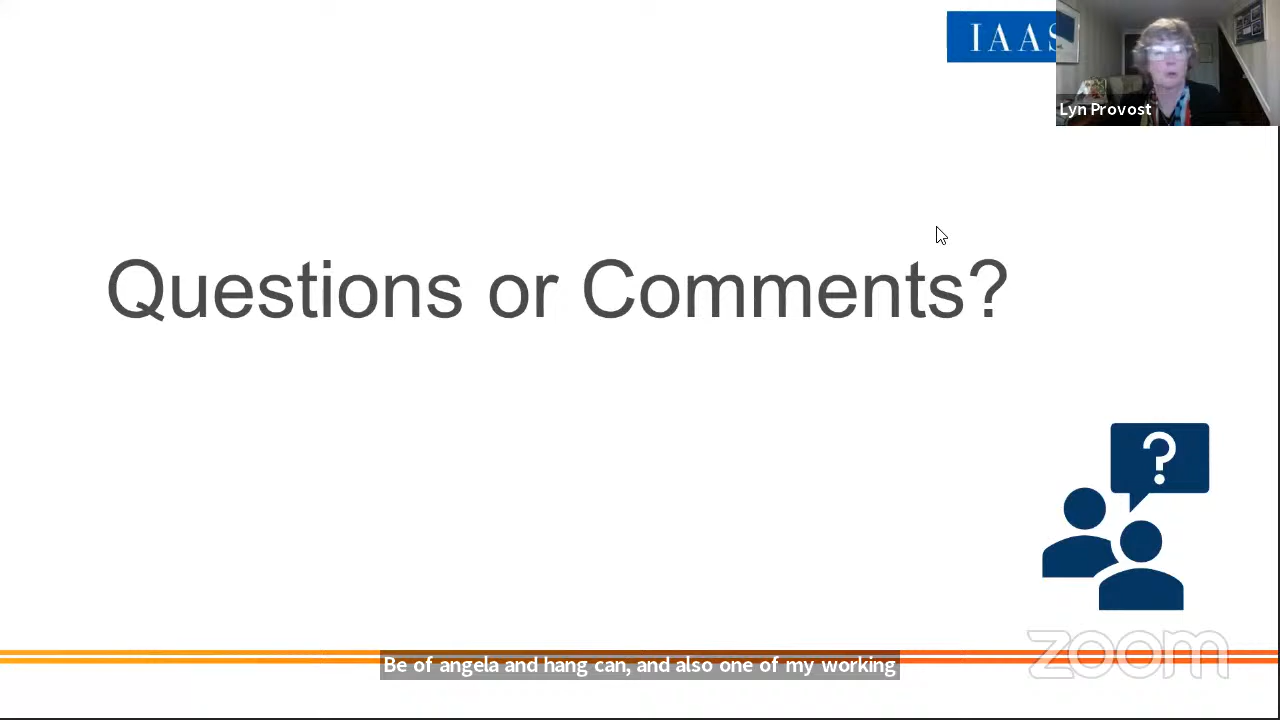 IAAS
Lyn Provost
Questions or Comments?
?
zoom
Be of angela and hang can, and also one of my working